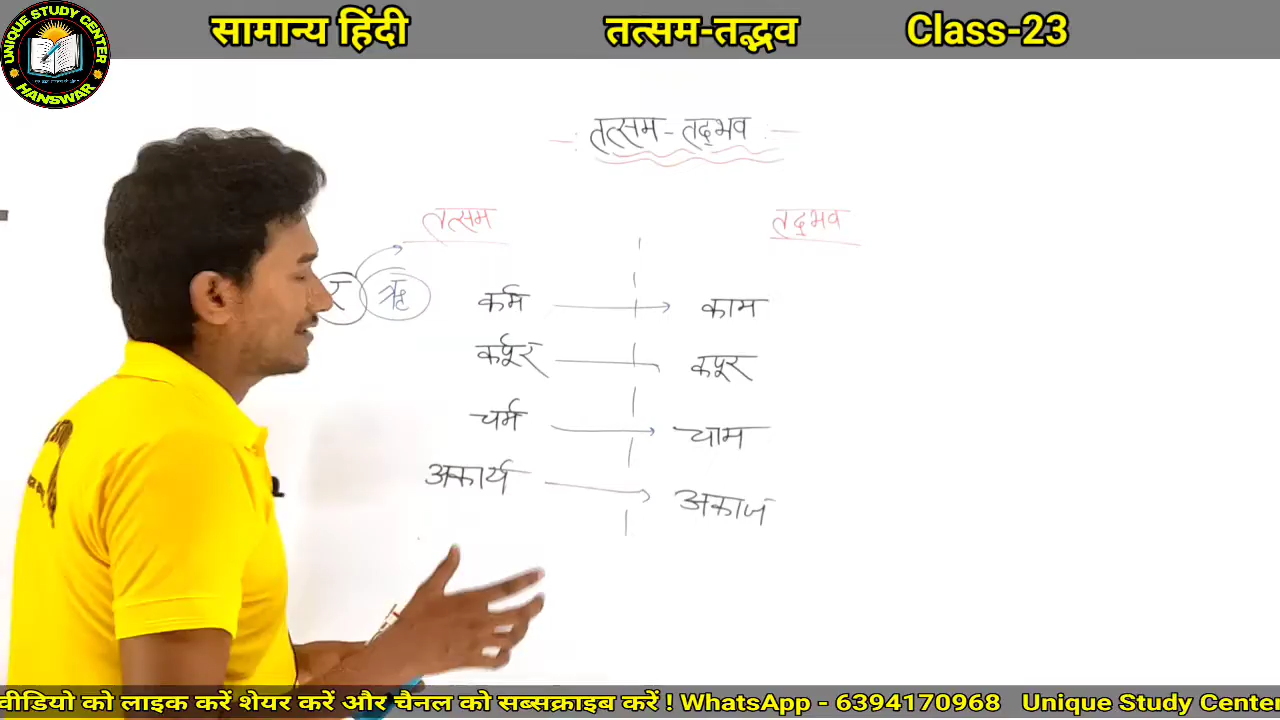 सामान्य हिंदी तत्सम-तद्भव Class-23
UNIQUE STUDY CENTER
HANSWAR
-: तत्सम-तद्भव :-
तत्सम तद्भव
र ऋ
कर्म काम
कर्पूर कपूर
चर्म चाम
अकार्य अकाज
वीडियो को लाइक करें शेयर करें और चैनल को सब्सक्राइब करें ! WhatsApp - 6394170968 Unique Study Center